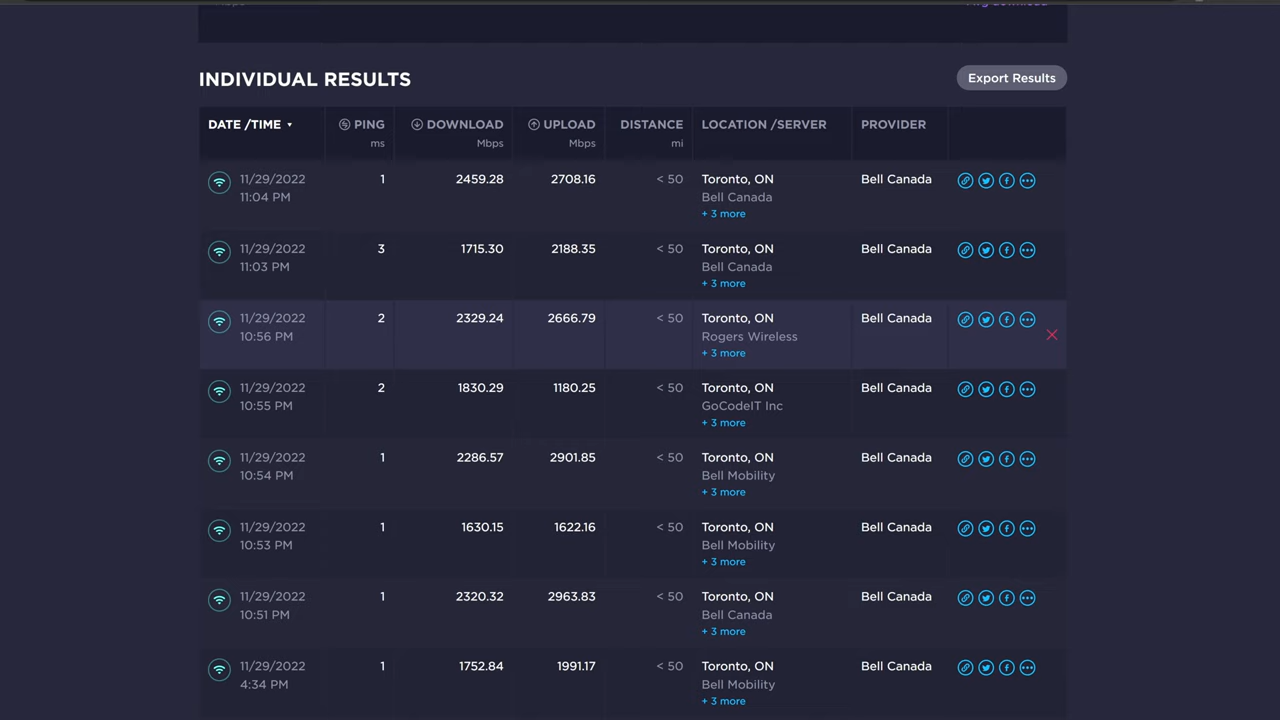 INDIVIDUAL RESULTS
Export Results
DATE /TIME PING DOWNLOAD UPLOAD DISTANCE LOCATION /SERVER PROVIDER
ms Mbps Mbps mi
11/29/2022 1 2459.28 2708.16 < 50 Toronto, ON Bell Canada
11:04 PM Bell Canada
+ 3 more
11/29/2022 3 1715.30 2188.35 < 50 Toronto, ON Bell Canada
11:03 PM Bell Canada
+ 3 more
11/29/2022 2 2329.24 2666.79 < 50 Toronto, ON Bell Canada
10:56 PM Rogers Wireless
+ 3 more
11/29/2022 2 1830.29 1180.25 < 50 Toronto, ON Bell Canada
10:55 PM GoCodeIT Inc
+ 3 more
11/29/2022 1 2286.57 2901.85 < 50 Toronto, ON Bell Canada
10:54 PM Bell Mobility
+ 3 more
11/29/2022 1 1630.15 1622.16 < 50 Toronto, ON Bell Canada
10:53 PM Bell Mobility
+ 3 more
11/29/2022 1 2320.32 2963.83 < 50 Toronto, ON Bell Canada
10:51 PM Bell Canada
+ 3 more
11/29/2022 1 1752.84 1991.17 < 50 Toronto, ON Bell Canada
4:34 PM Bell Mobility
+ 3 more